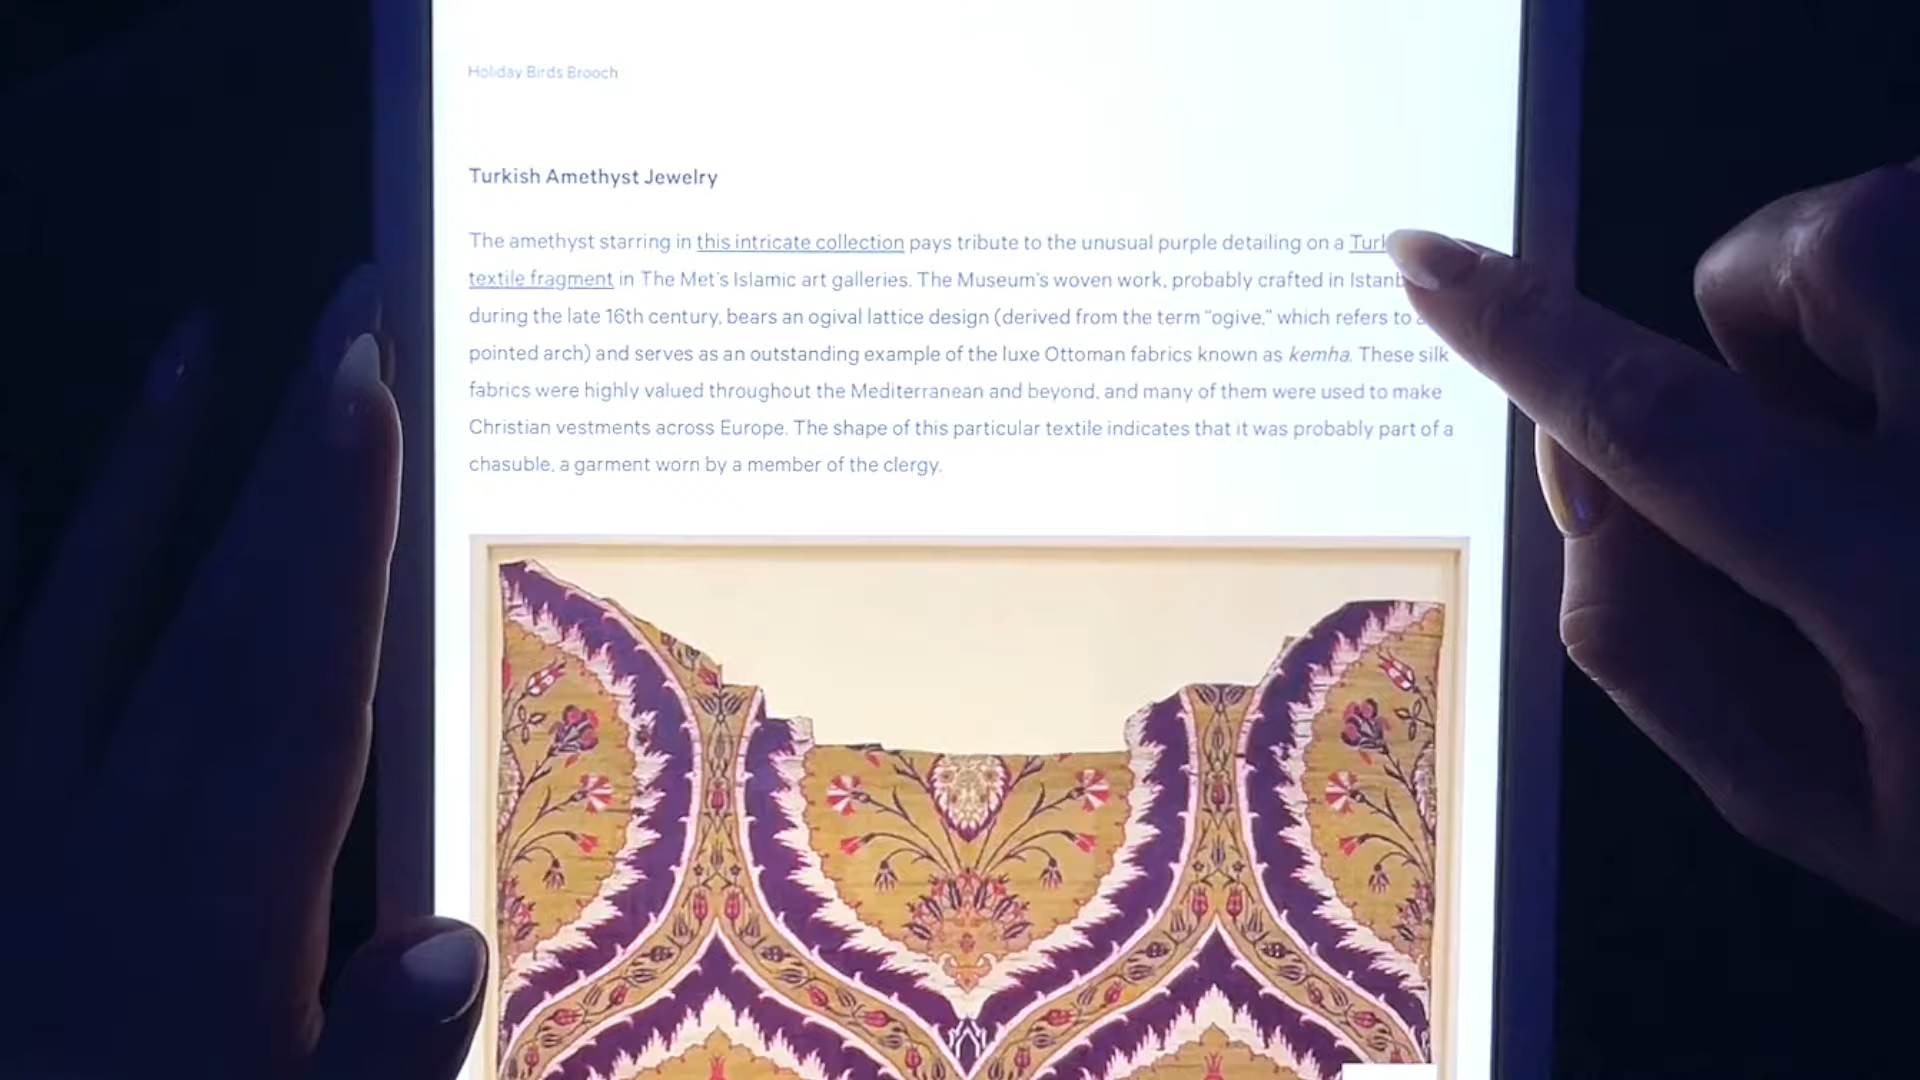 Holiday Birds Brooch
Turkish Amethyst Jewelry
The amethyst starring in this intricate collection pays tribute to the unusual purple detailing on a
textile fragment in The Met's Islamic art galleries. The Museum's woven work, probably crafted in
during the late 16th century, bears an ogival lattice design (derived from the term “ogive,” which refers to
pointed arch) and serves as an outstanding example of the luxe Ottoman fabrics known as kemha. These silk
fabrics were highly valued throughout the Mediterranean and beyond, and many of them were used to make
Christian vestments across Europe. The shape of this particular textile indicates that it was probably part of a
chasuble, a garment worn by a member of the clergy.